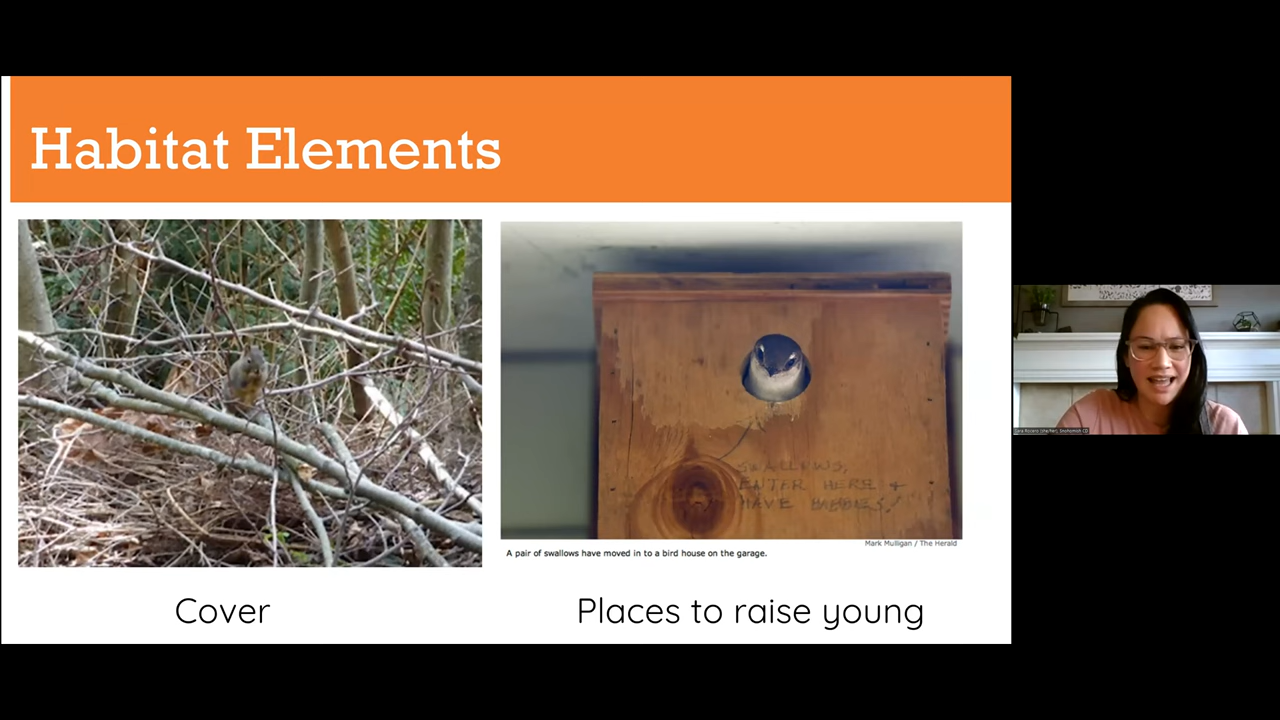 Habitat Elements
SWALLOWS,
ENTER HERE +
HAVE BABIES!
Mark Mulligan / The Herald
A pair of swallows have moved in to a bird house on the garage.
Cover
Places to raise young